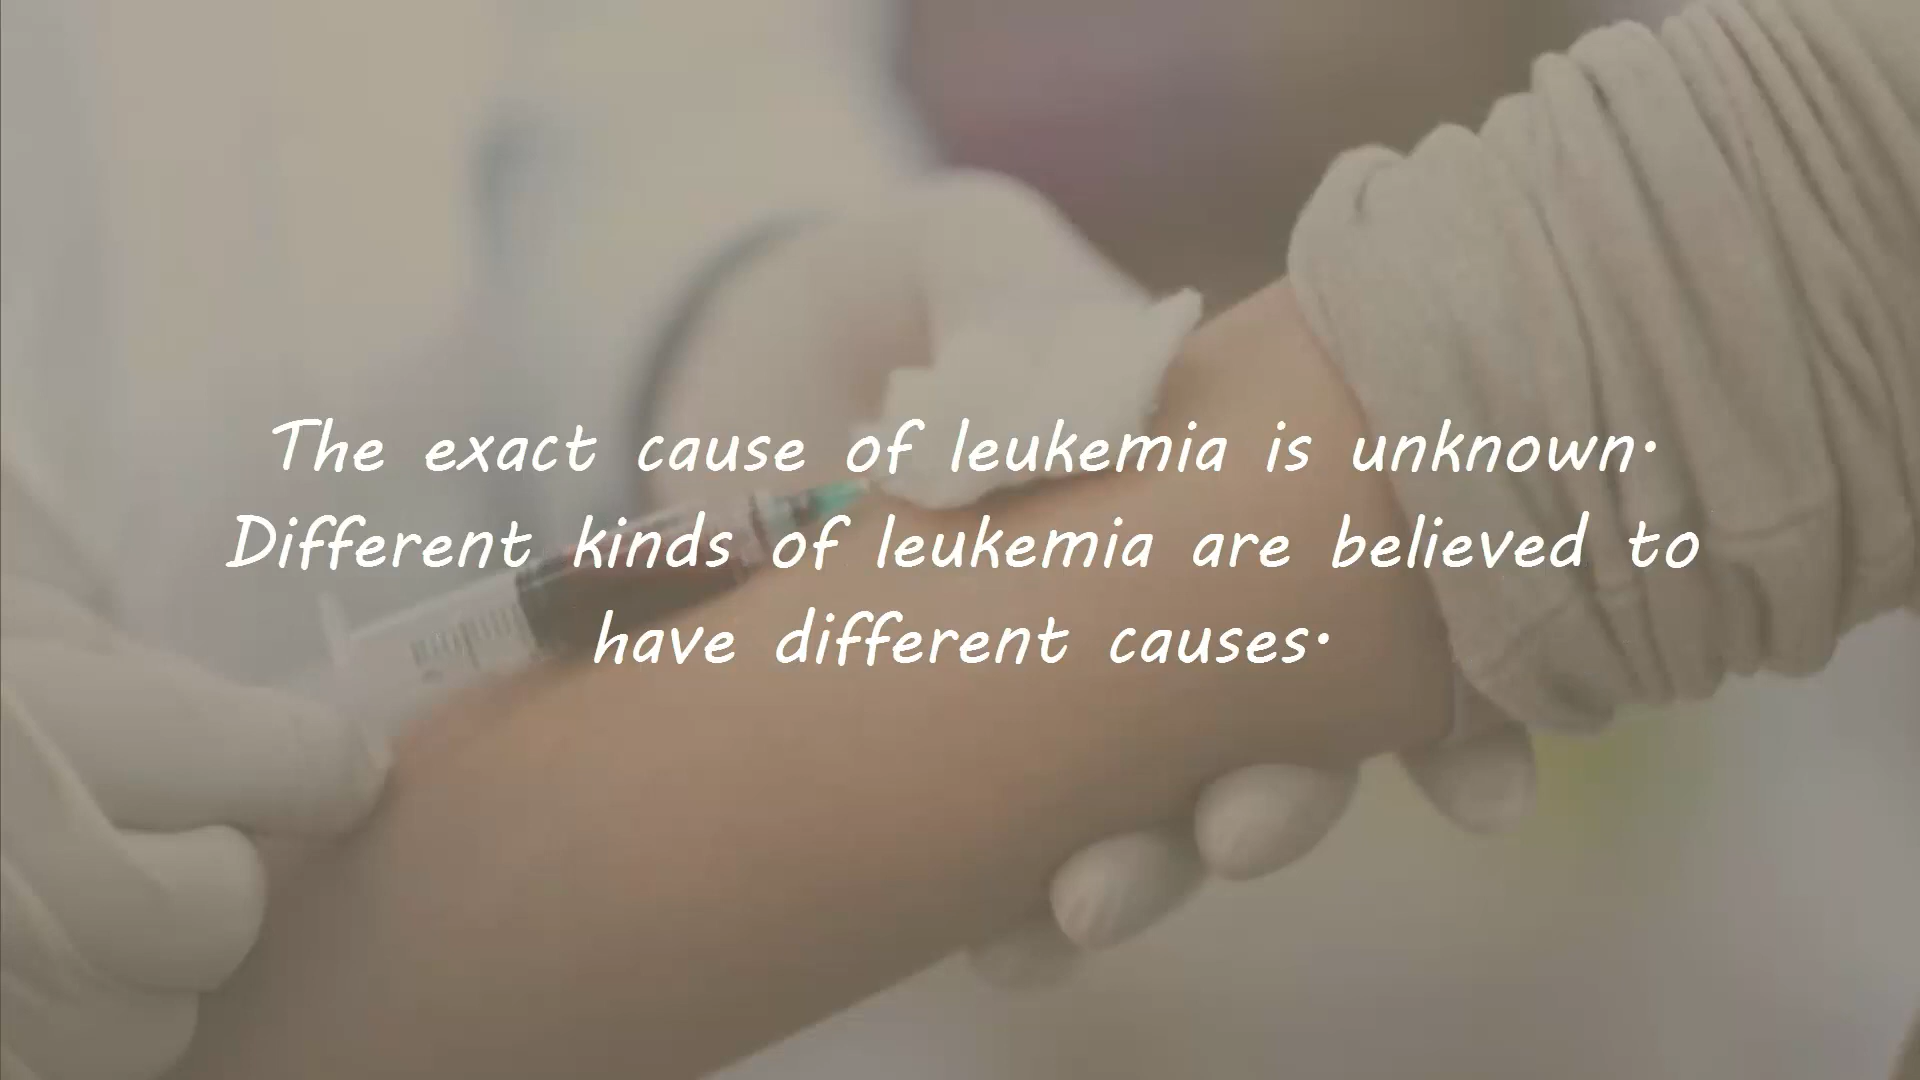 The exact cause of leukemia is unknown.
Different kinds of leukemia are believed to
have different causes.